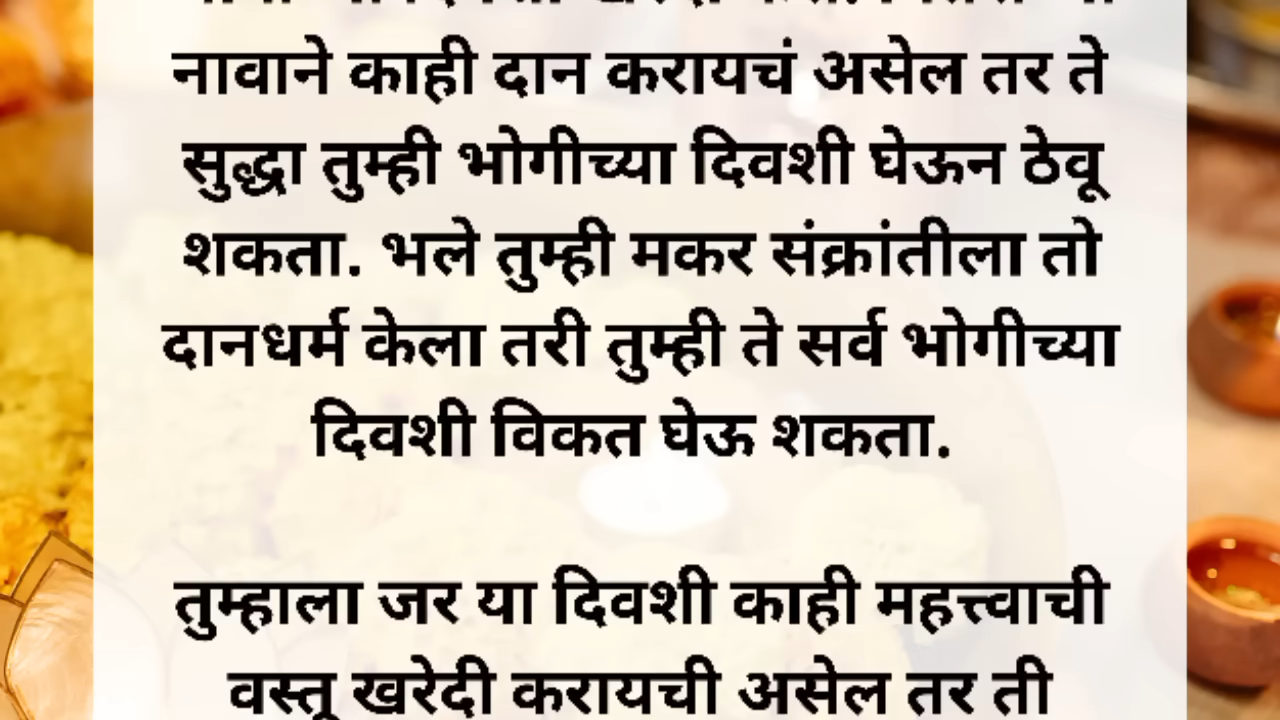 नावाने काही दान करायचं असेल तर ते
सुद्धा तुम्ही भोगीच्या दिवशी घेऊन ठेवू
शकता. भले तुम्ही मकर संक्रांतीला तो
दानधर्म केला तरी तुम्ही ते सर्व भोगीच्या
दिवशी विकत घेऊ शकता.
तुम्हाला जर या दिवशी काही महत्त्वाची
वस्तू खरेदी करायची असेल तर ती